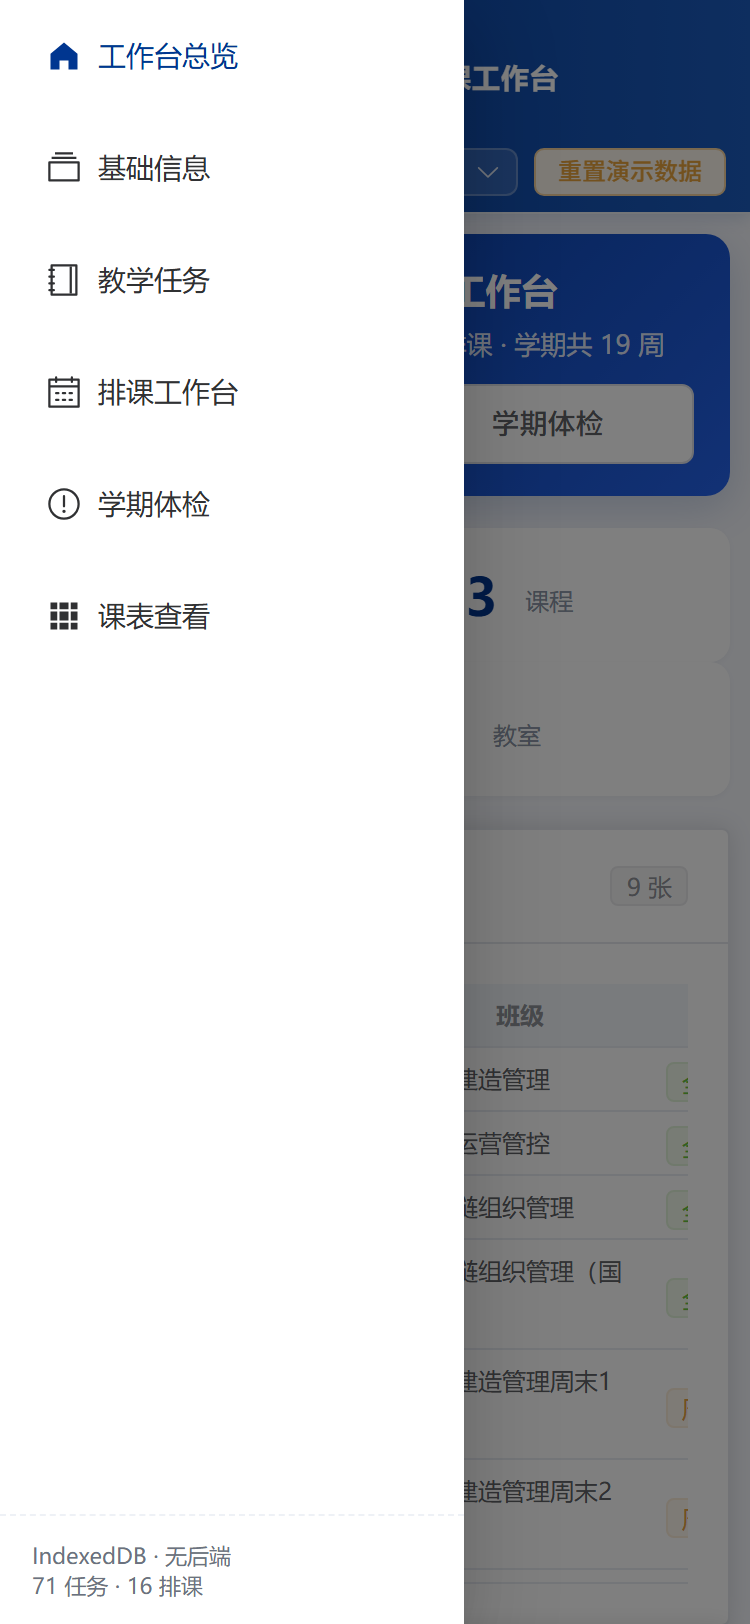 工作台总览
基础信息
教学任务
排课工作台
学期体检
课表查看
IndexedDB · 无后端
71 任务 · 16 排课
课工作台
重置演示数据
工作台
排课 · 学期共 19 周
学期体检
3 课程
教室
9 张
班级
建造管理
运营管控
链组织管理
链组织管理（国
建造管理周末1
建造管理周末2